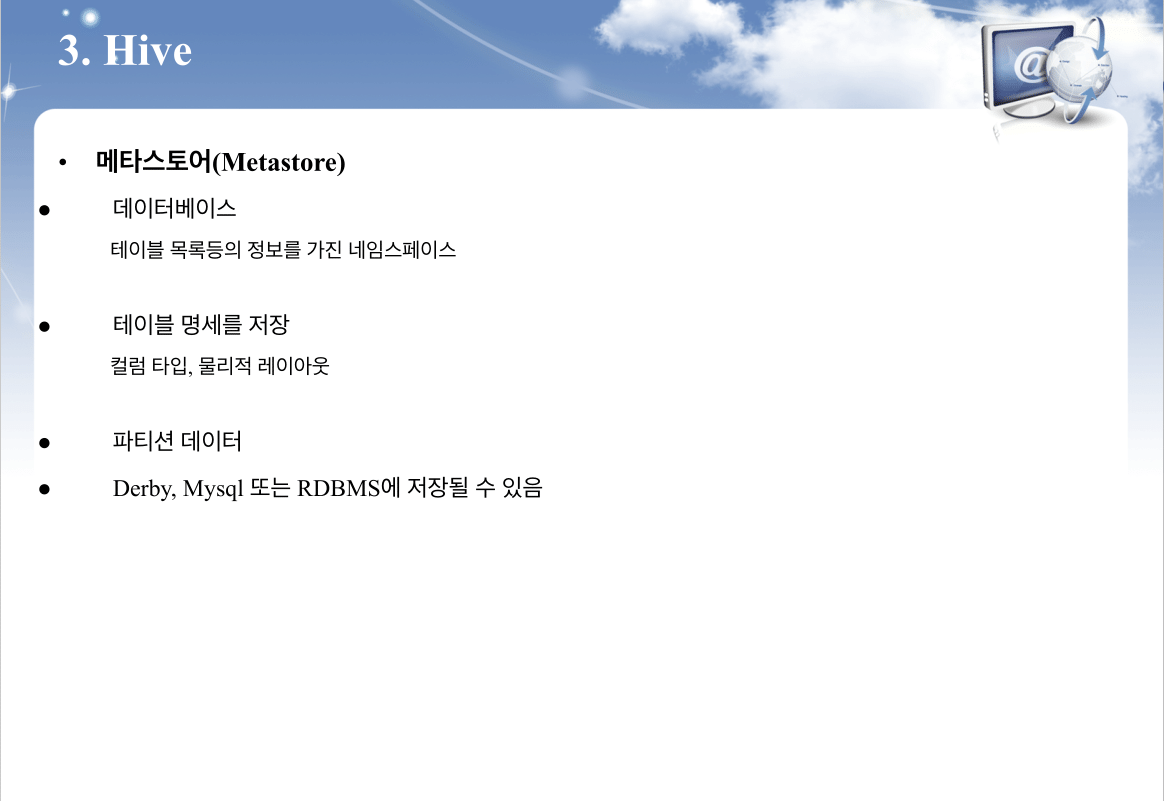 3. Hive
• 메타스토어(Metastore)
● 데이터베이스
테이블 목록등의 정보를 가진 네임스페이스
● 테이블 명세를 저장
컬럼 타입, 물리적 레이아웃
● 파티션 데이터
● Derby, Mysql 또는 RDBMS에 저장될 수 있음